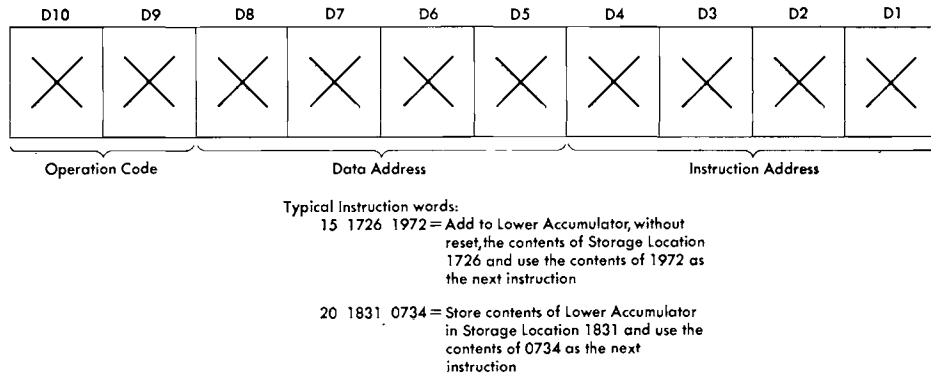 D10 D9 D8 D7 D6 D5 D4 D3 D2 D1
Operation Code Data Address Instruction Address
Typical Instruction words:
15 1726 1972 = Add to Lower Accumulator, without
reset, the contents of Storage Location
1726 and use the contents of 1972 as
the next instruction
20 1831 0734 = Store contents of Lower Accumulator
in Storage Location 1831 and use the
contents of 0734 as the next
instruction